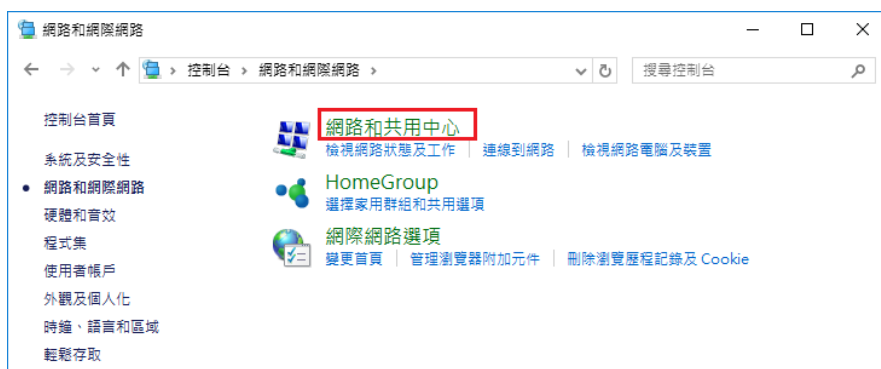 網路和網際網路
控制台 > 網路和網際網路 >
搜尋控制台
控制台首頁
系統及安全性
網路和網際網路
硬體和音效
程式集
使用者帳戶
外觀及個人化
時鐘、語言和區域
輕鬆存取
網路和共用中心
檢視網路狀態及工作 | 連線到網路 | 檢視網路電腦及裝置
HomeGroup
選擇家用群組和共用選項
網際網路選項
變更首頁 | 管理瀏覽器附加元件 | 刪除瀏覽歷程記錄及 Cookie